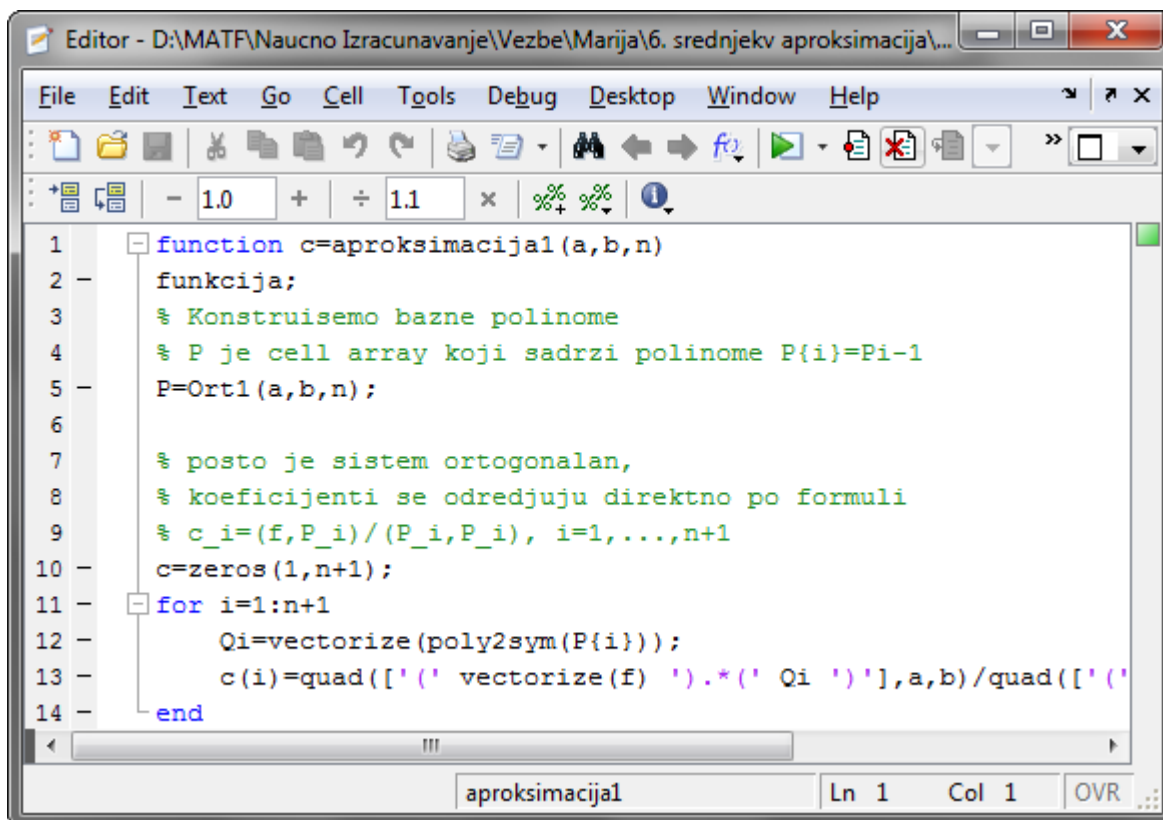 Editor - D:\MATF\Naucno Izracunavanje\Vezbe\Marija\6. srednjekv aproksimacija\...
File Edit Text Go Cell Tools Debug Desktop Window Help
- 1.0 + ÷ 1.1 ×
1 function c=aproksimacija1(a,b,n)
2 - funkcija;
3 % Konstruisemo bazne polinome
4 % P je cell array koji sadrzi polinome P{i}=Pi-1
5 - P=Ort1(a,b,n);
6
7 % posto je sistem ortogonalan,
8 % koeficijenti se odredjuju direktno po formuli
9 % c_i=(f,P_i)/(P_i,P_i), i=1,...,n+1
10 - c=zeros(1,n+1);
11 - for i=1:n+1
12 - Qi=vectorize(poly2sym(P{i}));
13 - c(i)=quad(['(' vectorize(f) ').*(' Qi ')'],a,b)/quad(['('
14 - end
aproksimacija1 Ln 1 Col 1 OVR